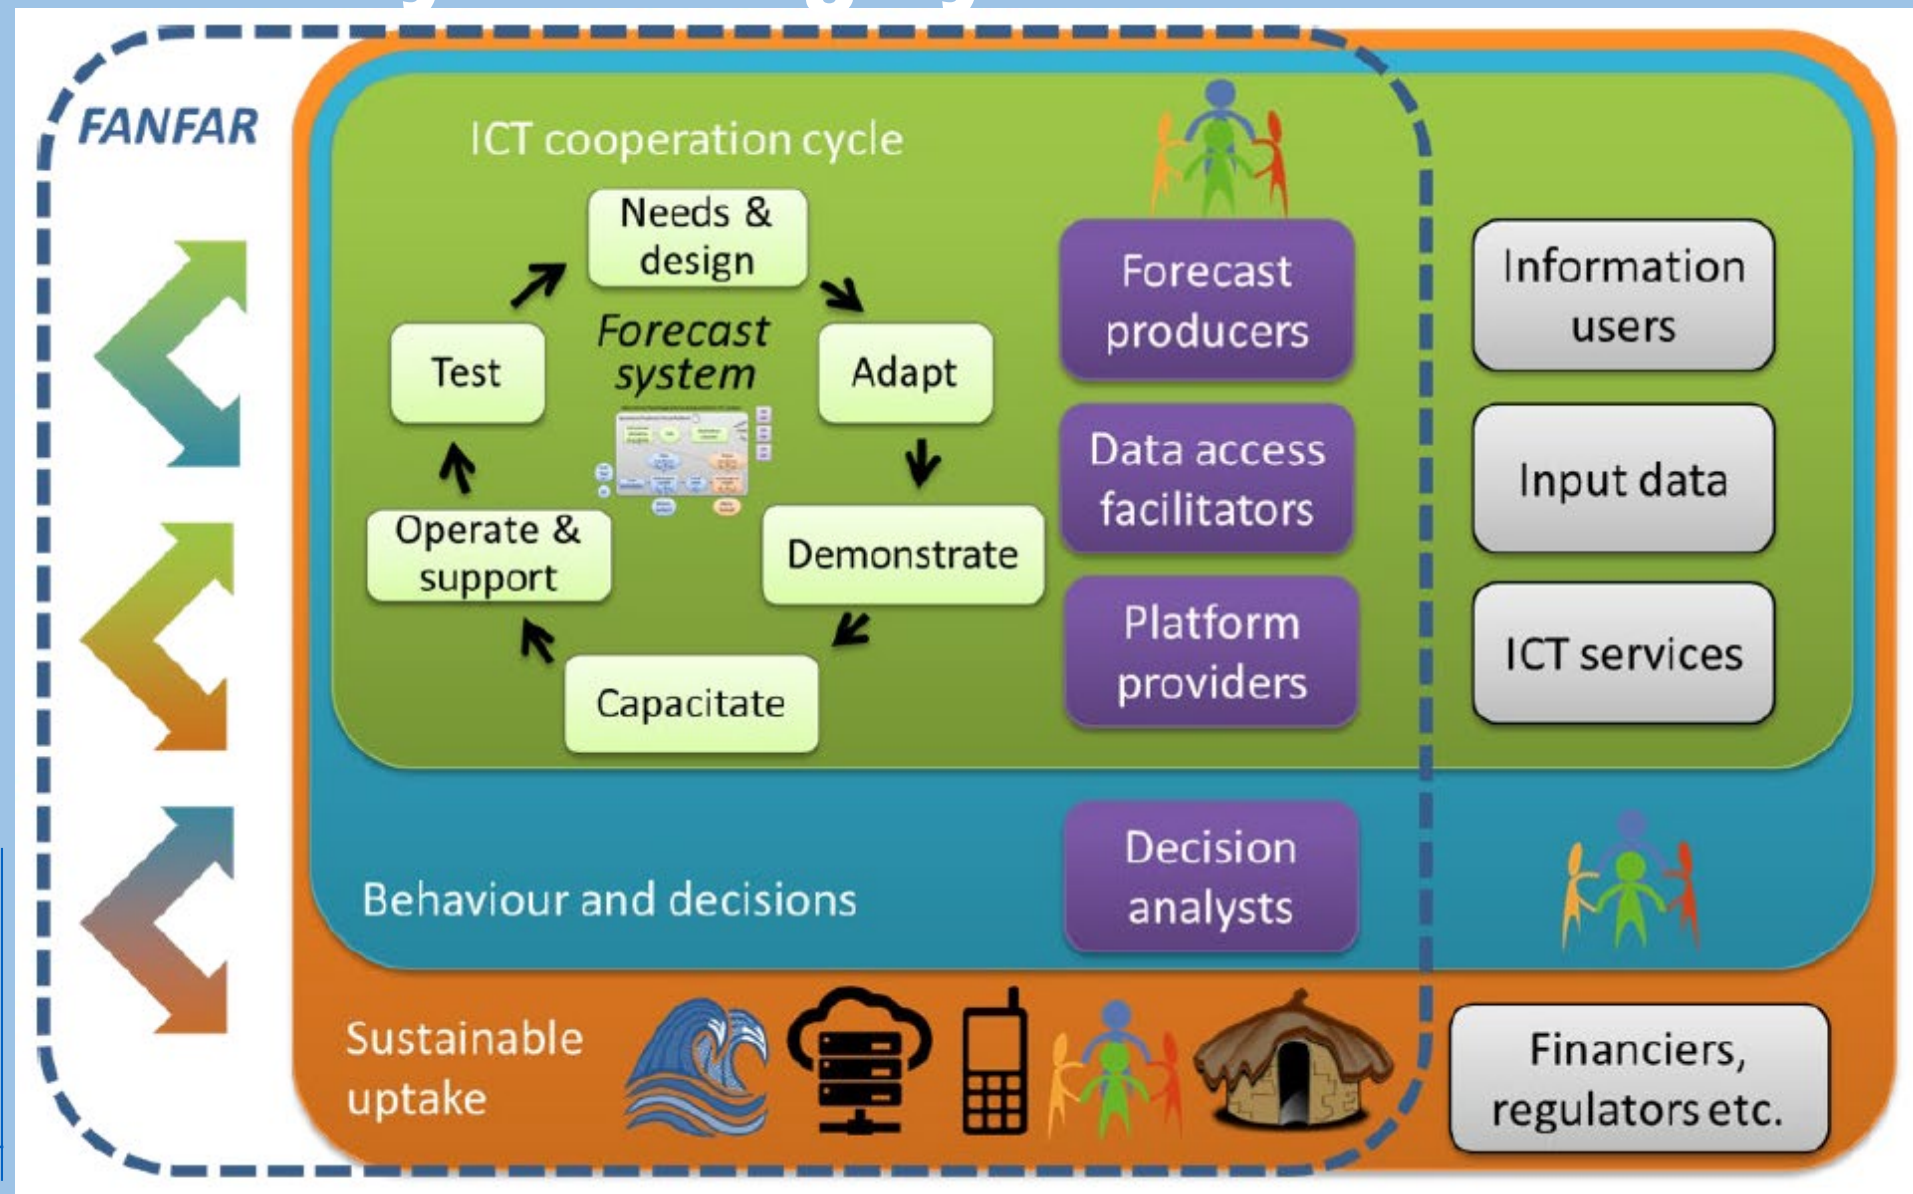 FANFAR
ICT cooperation cycle
Needs &
design
Forecast
system
Test
Adapt
Operate &
support
Demonstrate
Capacitate
Forecast
producers
Data access
facilitators
Platform
providers
Information
users
Input data
ICT services
Behaviour and decisions
Decision
analysts
Sustainable
uptake
Financiers,
regulators etc.